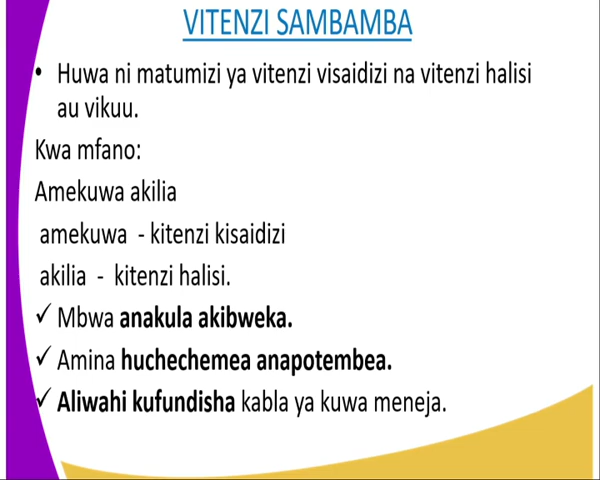 VITENZI SAMBAMBA
• Huwa ni matumizi ya vitenzi visaidizi na vitenzi halisi
au vikuu.
Kwa mfano:
Amekuwa akilia
amekuwa - kitenzi kisaidizi
akilia - kitenzi halisi.
✓ Mbwa anakula akibweka.
✓ Amina huchechemea anapotembea.
✓ Aliwahi kufundisha kabla ya kuwa meneja.